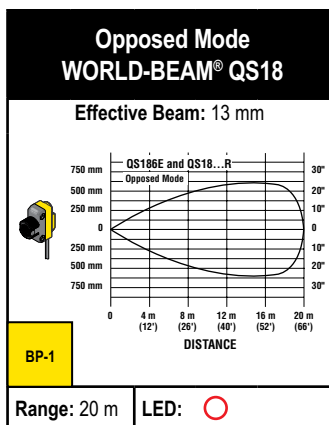 Opposed Mode
WORLD-BEAM® QS18
Effective Beam: 13 mm
QS186E and QS18...R
Opposed Mode
750 mm 30"
500 mm 20"
250 mm 10"
0 0
250 mm 10"
500 mm 20"
750 mm 30"
0 4 m 8 m 12 m 16 m 20 m
(12') (26') (40') (52') (66')
DISTANCE
BP-1
Range: 20 m LED: